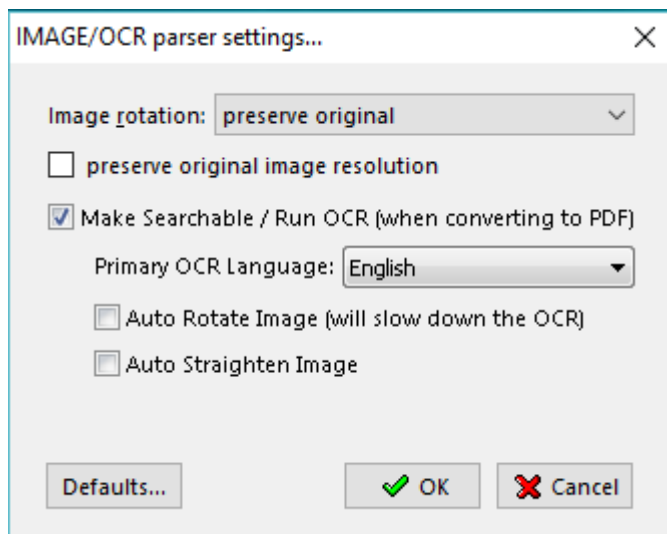 IMAGE/OCR parser settings...
Image rotation: preserve original
preserve original image resolution
Make Searchable / Run OCR (when converting to PDF)
Primary OCR Language: English
Auto Rotate Image (will slow down the OCR)
Auto Straighten Image
Defaults... OK Cancel